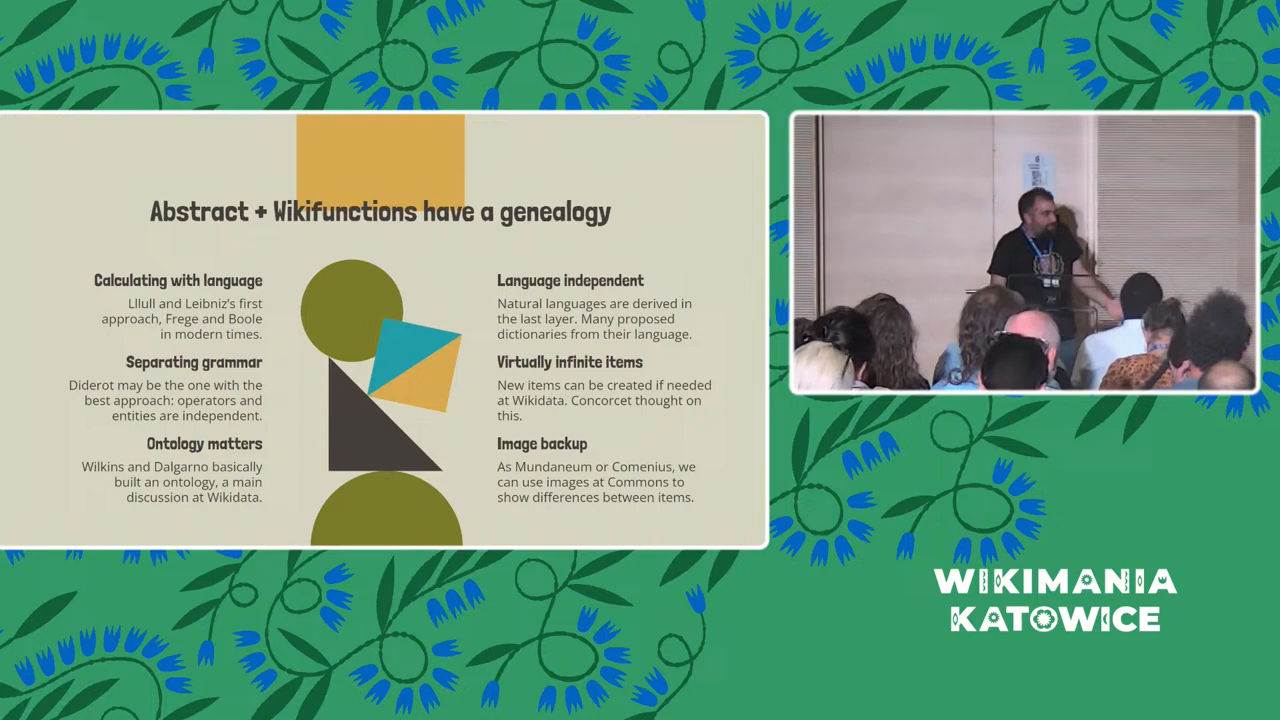 Abstract + Wikifunctions have a genealogy
Calculating with language
Lllull and Leibniz's first
approach, Frege and Boole
in modern times.
Separating grammar
Diderot may be the one with the
best approach: operators and
entities are independent.
Ontology matters
Wilkins and Dalgarno basically
built an ontology, a main
discussion at Wikidata.
Language independent
Natural languages are derived in
the last layer. Many proposed
dictionaries from their language.
Virtually infinite items
New items can be created if needed
at Wikidata. Concorcet thought on
this.
Image backup
As Mundaneum or Comenius, we
can use images at Commons to
show differences between items.
WIKIMANIA
KATOWICE